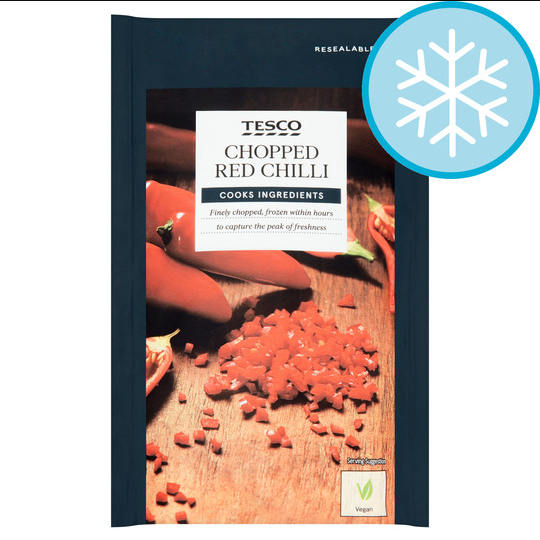 RESEALABLE
TESCO
CHOPPED
RED CHILLI
COOKS INGREDIENTS
Finely chopped, frozen within hours
to capture the peak of freshness
Serving Suggestion
Vegan